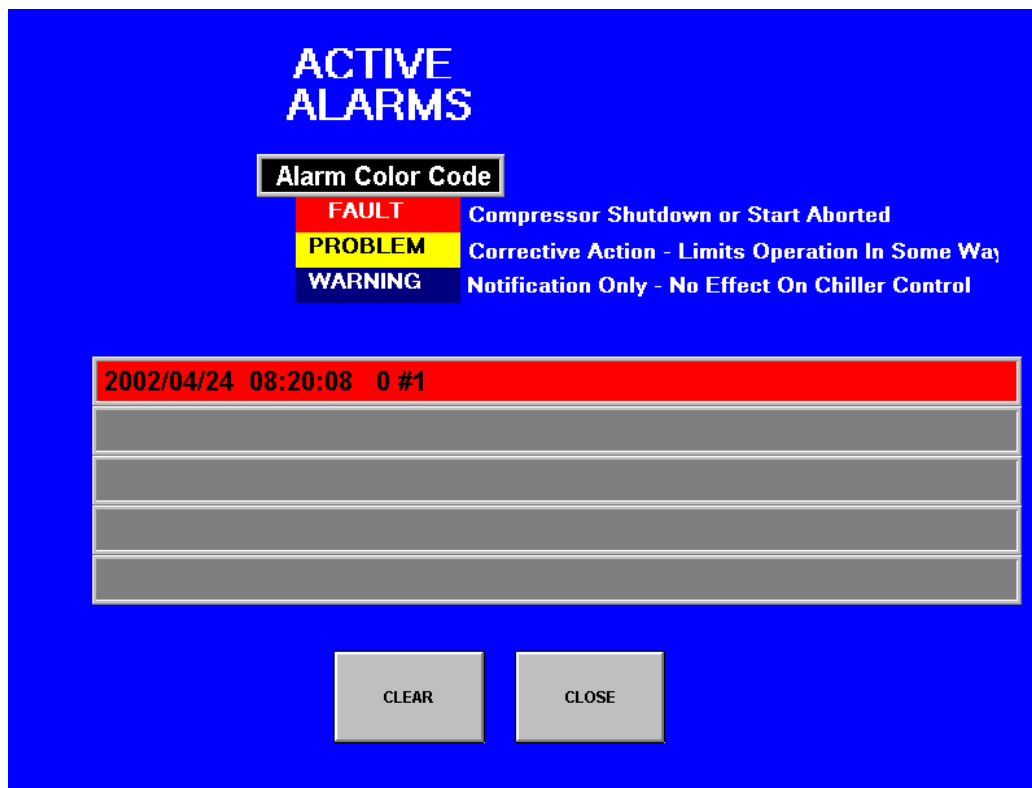 ACTIVE
ALARMS
Alarm Color Code
FAULT Compressor Shutdown or Start Aborted
PROBLEM Corrective Action - Limits Operation In Some Way
WARNING Notification Only - No Effect On Chiller Control
2002/04/24 08:20:08 0 #1
CLEAR CLOSE